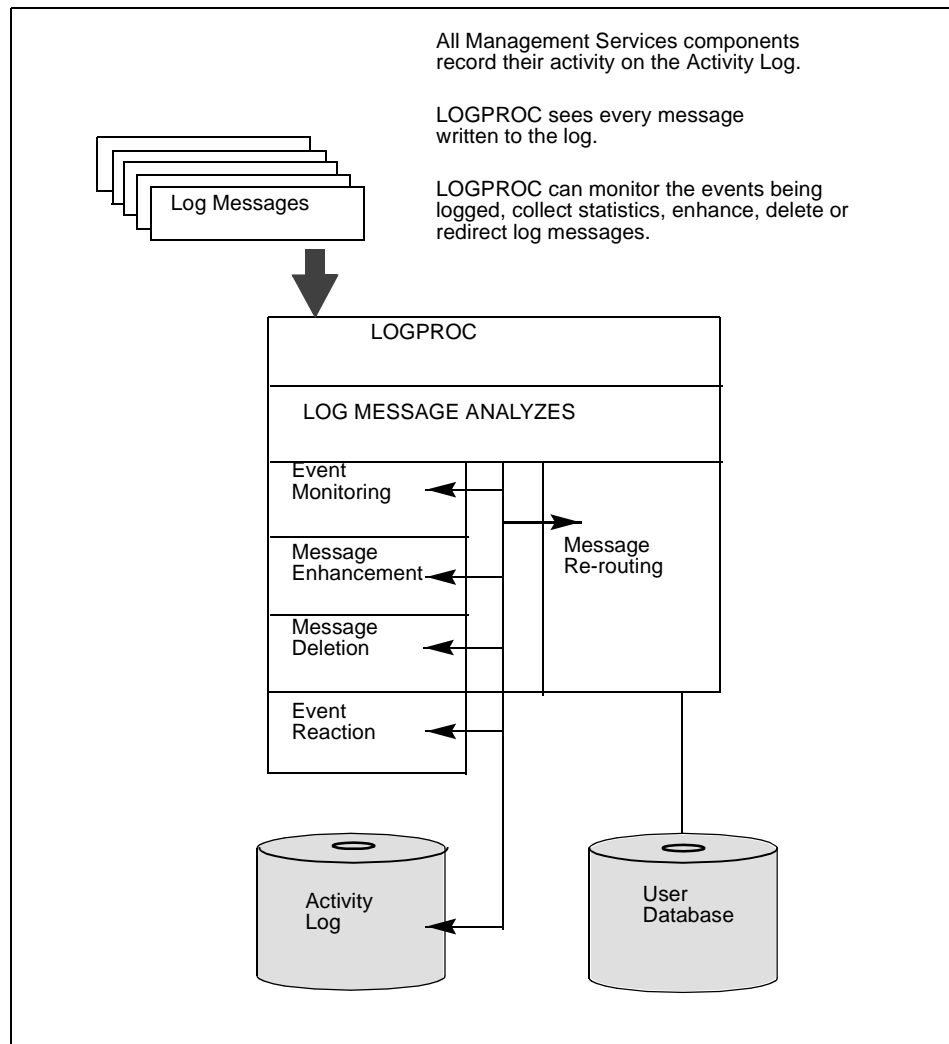 All Management Services components
record their activity on the Activity Log.
LOGPROC sees every message
written to the log.
LOGPROC can monitor the events being
logged, collect statistics, enhance, delete or
redirect log messages.
Log Messages
LOGPROC
LOG MESSAGE ANALYZES
Event
Monitoring
Message
Re-routing
Message
Enhancement
Message
Deletion
Event
Reaction
Activity
Log
User
Database